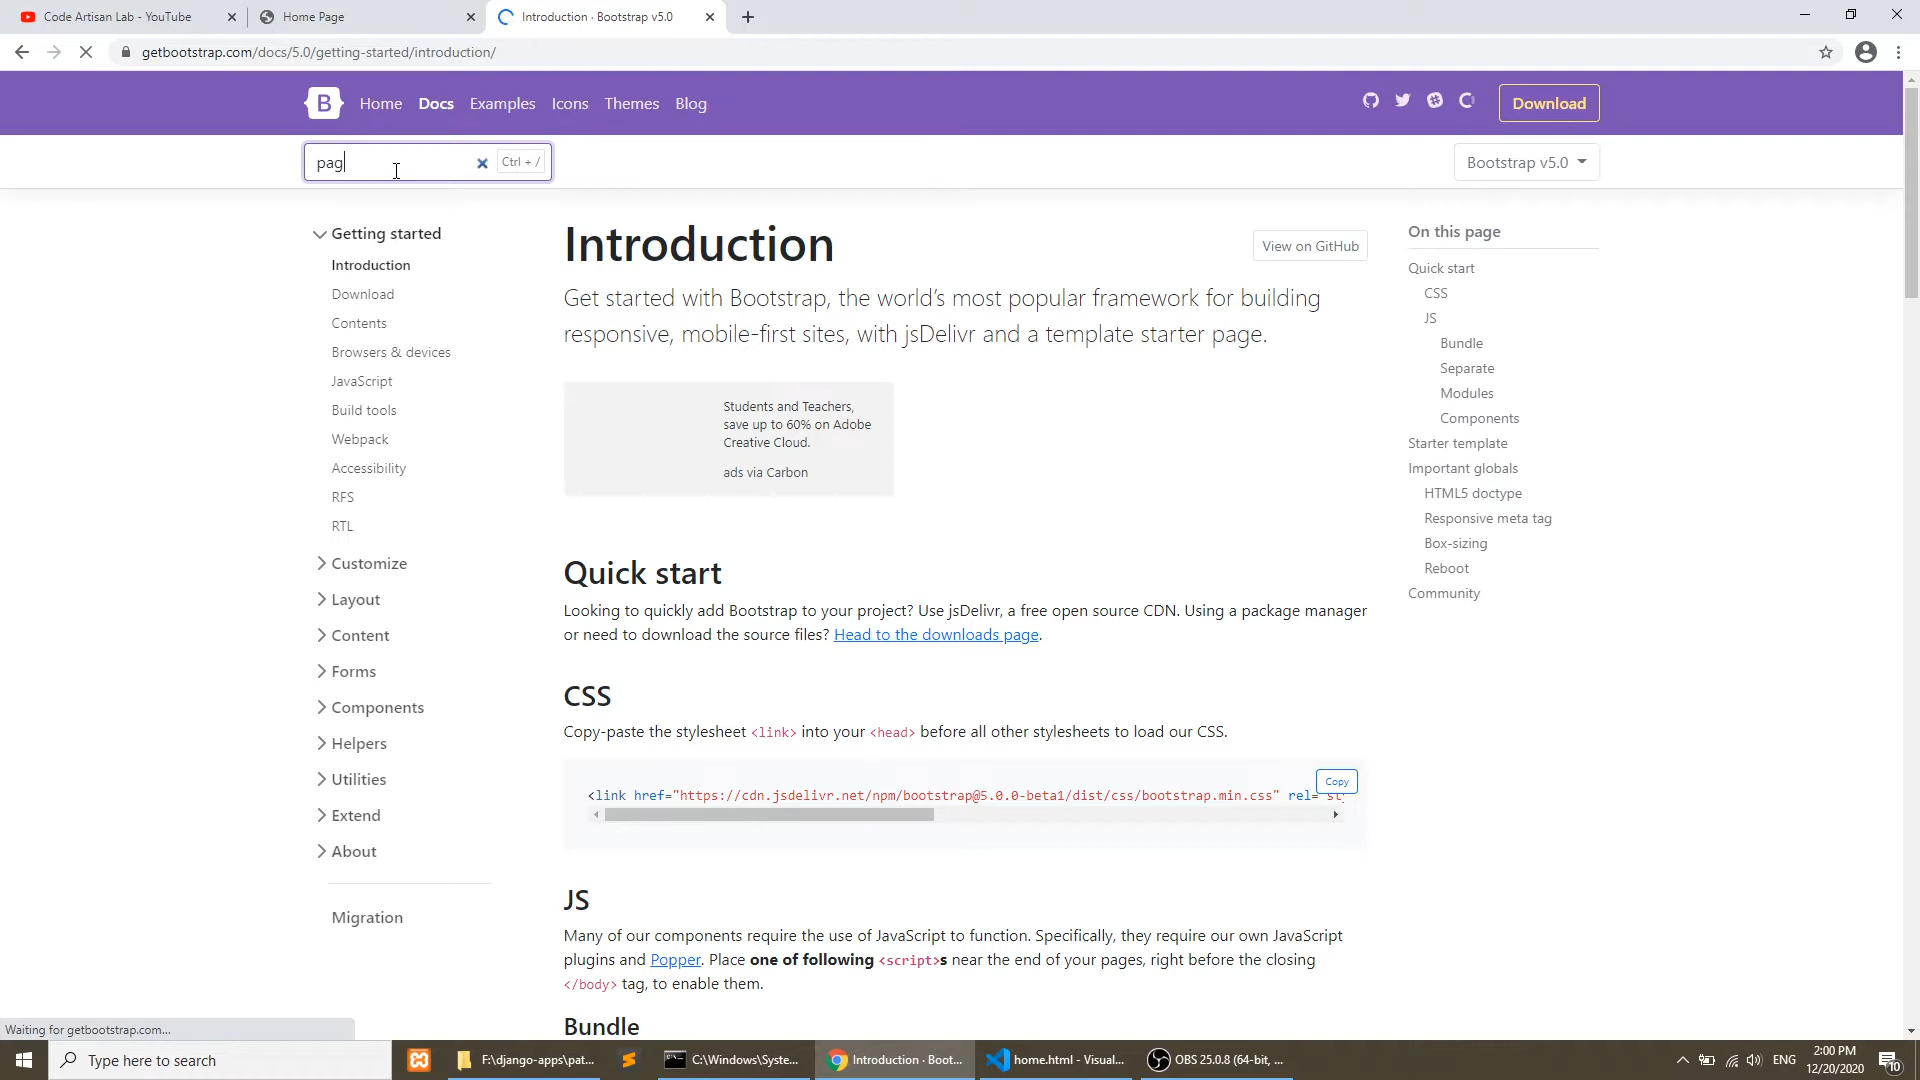 Code Artisan Lab - YouTube
Home Page
Introduction · Bootstrap v5.0
getbootstrap.com/docs/5.0/getting-started/introduction/
B Home Docs Examples Icons Themes Blog Download
pag Ctrl + / Bootstrap v5.0
Getting started
Introduction
Download
Contents
Browsers & devices
JavaScript
Build tools
Webpack
Accessibility
RFS
RTL
Customize
Layout
Content
Forms
Components
Helpers
Utilities
Extend
About
Migration
Introduction
View on GitHub
Get started with Bootstrap, the world’s most popular framework for building
responsive, mobile-first sites, with jsDelivr and a template starter page.
Students and Teachers,
save up to 60% on Adobe
Creative Cloud.
ads via Carbon
Quick start
Looking to quickly add Bootstrap to your project? Use jsDelivr, a free open source CDN. Using a package manager
or need to download the source files? Head to the downloads page.
CSS
Copy-paste the stylesheet <link> into your <head> before all other stylesheets to load our CSS.
Copy
<link href="https://cdn.jsdelivr.net/npm/bootstrap@5.0.0-beta1/dist/css/bootstrap.min.css" rel="st
JS
Many of our components require the use of JavaScript to function. Specifically, they require our own JavaScript
plugins and Popper. Place one of following <script>s near the end of your pages, right before the closing
</body> tag, to enable them.
Bundle
On this page
Quick start
CSS
JS
Bundle
Separate
Modules
Components
Starter template
Important globals
HTML5 doctype
Responsive meta tag
Box-sizing
Reboot
Community
Waiting for getbootstrap.com...
Type here to search
F:\django-apps\pat...
C:\Windows\Syste...
Introduction · Boot...
home.html - Visual...
OBS 25.0.8 (64-bit, ...
ENG
2:00 PM
12/20/2020
10